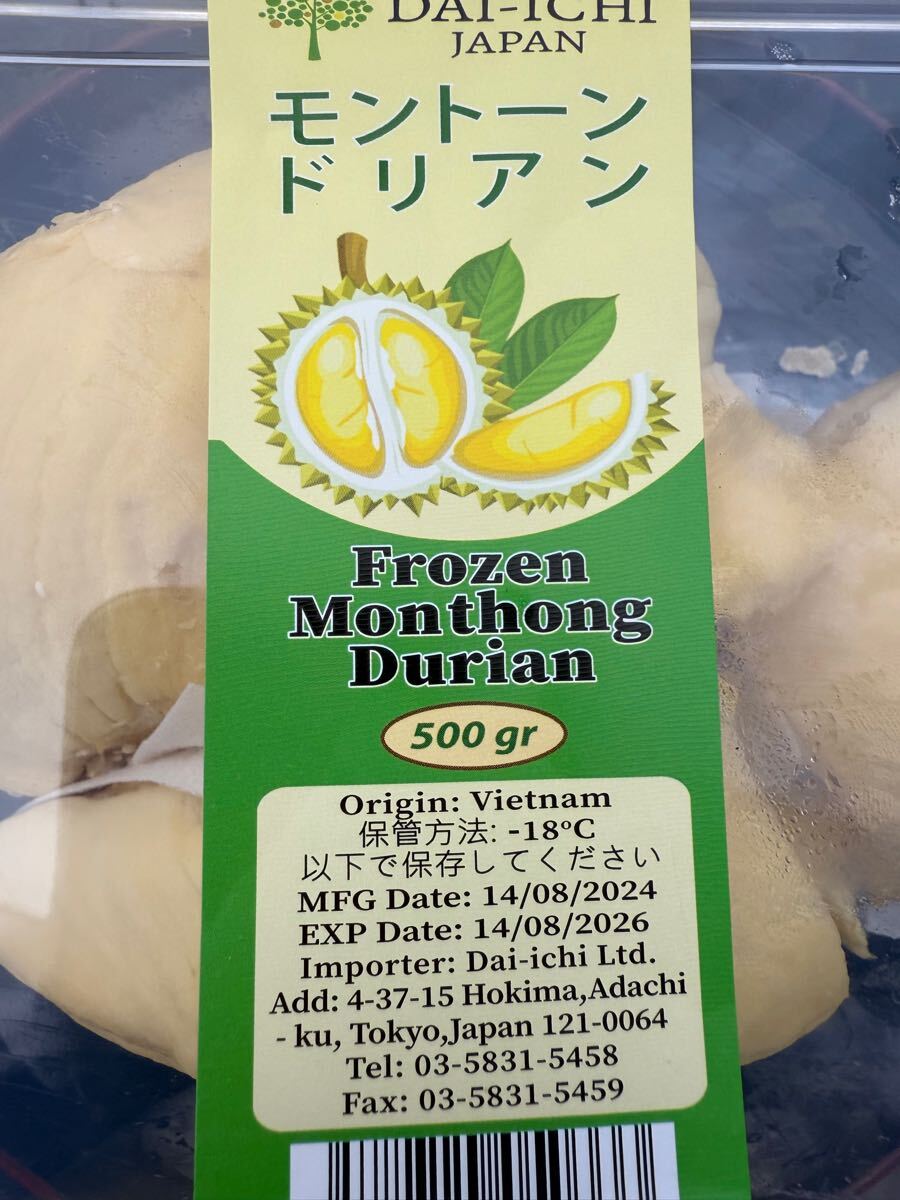 DAI-ICHI
JAPAN
モントーン
ドリアン
Frozen
Monthong
Durian
500 gr
Origin: Vietnam
保管方法: -18°C
以下で保存してください
MFG Date: 14/08/2024
EXP Date: 14/08/2026
Importer: Dai-ichi Ltd.
Add: 4-37-15 Hokima,Adachi
- ku, Tokyo,Japan 121-0064
Tel: 03-5831-5458
Fax: 03-5831-5459